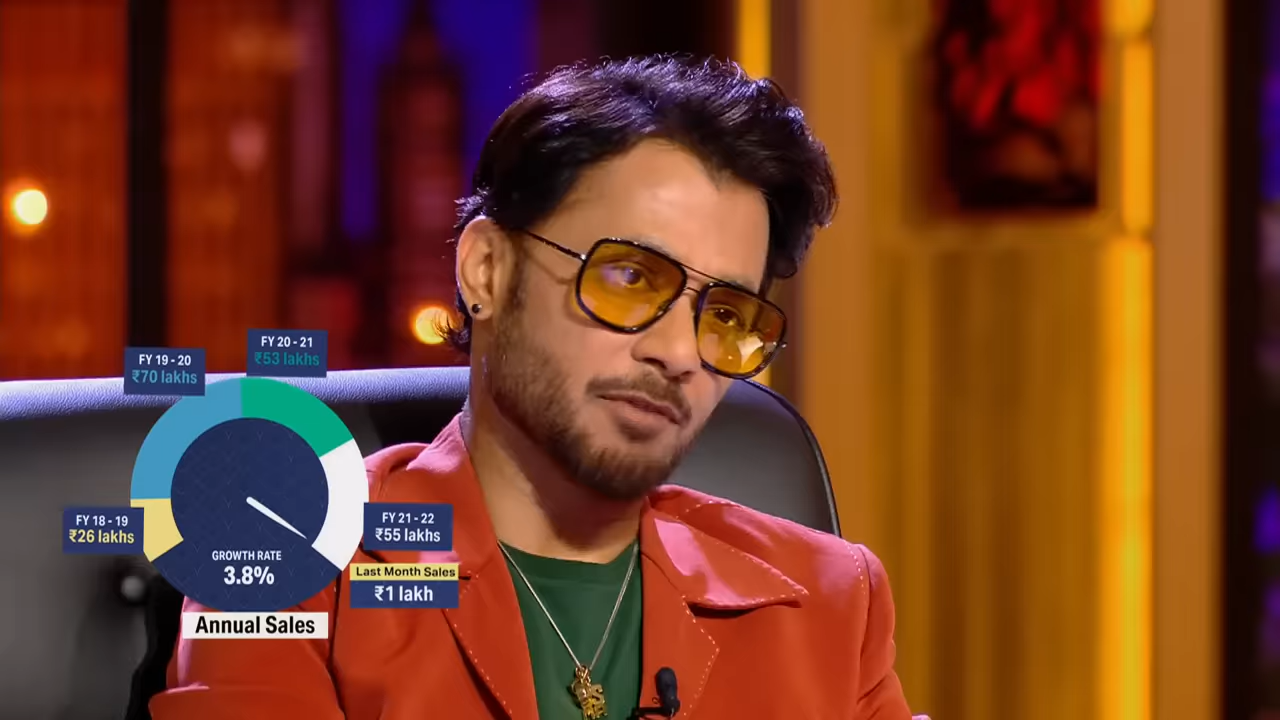 FY 20 - 21
₹53 lakhs
FY 19 - 20
₹70 lakhs
FY 18 - 19
₹26 lakhs
FY 21 - 22
₹55 lakhs
GROWTH RATE
3.8%
Last Month Sales
₹1 lakh
Annual Sales